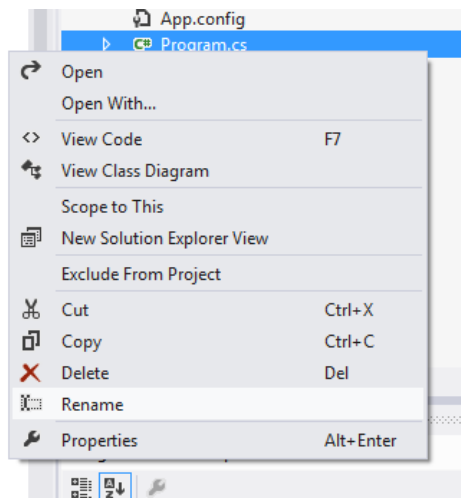 App.config
C# Program.cs
Open
Open With...
View Code F7
View Class Diagram
Scope to This
New Solution Explorer View
Exclude From Project
Cut Ctrl+X
Copy Ctrl+C
Delete Del
Rename
Properties Alt+Enter